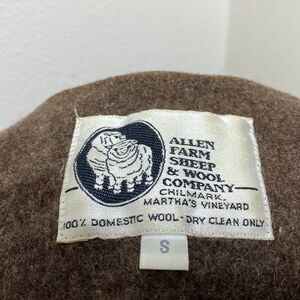 ALLEN
FARM
SHEEP
& WOOL
COMPANY
CHILMARK,
MARTHA'S VINEYARD
100% DOMESTIC WOOL - DRY CLEAN ONLY
S